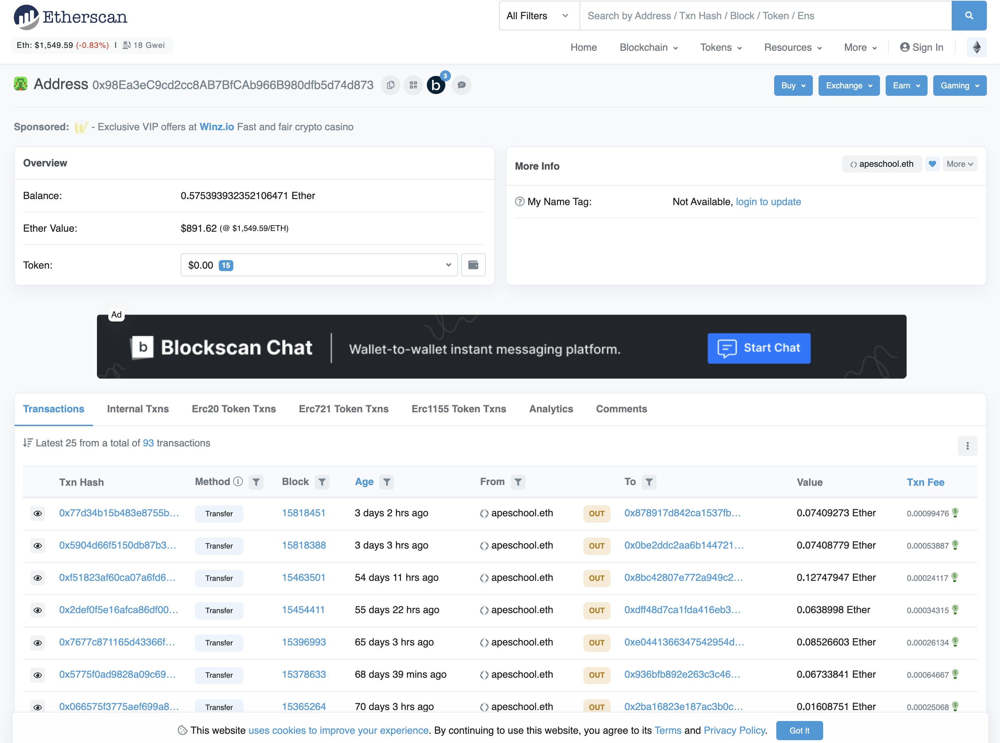 Etherscan
All Filters
Search by Address / Txn Hash / Block / Token / Ens
Eth: $1,549.59 (-0.83%) | 18 Gwei
Home Blockchain Tokens Resources More Sign In
Address 0x98Ea3eC9cd2cc8AB7BfCAb966B980dfb5d74d873 b 3
Buy Exchange Earn Gaming
Sponsored: W - Exclusive VIP offers at Winz.io Fast and fair crypto casino
Overview
Balance: 0.575393932352106471 Ether
Ether Value: $891.62 (@ $1,549.59/ETH)
Token: $0.00 15
More Info apeschool.eth More
My Name Tag: Not Available, login to update
Ad
b Blockscan Chat | Wallet-to-wallet instant messaging platform. Start Chat
Transactions Internal Txns Erc20 Token Txns Erc721 Token Txns Erc1155 Token Txns Analytics Comments
Latest 25 from a total of 93 transactions
Txn Hash Method Block Age From To Value Txn Fee
0x77d34b15b483e8755b... Transfer 15818451 3 days 2 hrs ago apeschool.eth OUT 0x878917d842ca1537fb... 0.07409273 Ether 0.00099476
0x5904d66f5150db87b3... Transfer 15818388 3 days 3 hrs ago apeschool.eth OUT 0x0be2ddc2aa6b144721... 0.07408779 Ether 0.00053887
0xf51823af60ca07a6fd6... Transfer 15463501 54 days 11 hrs ago apeschool.eth OUT 0x8bc42807e772a949c2... 0.12747947 Ether 0.00024117
0x2def0f5e16afca86df00... Transfer 15454411 55 days 22 hrs ago apeschool.eth OUT 0xdff48d7ca1fda416eb3... 0.0638998 Ether 0.00034315
0x7677c871165d43366f... Transfer 15396993 65 days 3 hrs ago apeschool.eth OUT 0xe0441366347542954d... 0.08526603 Ether 0.00026134
0x5775f0ad9828a09c69... Transfer 15378633 68 days 39 mins ago apeschool.eth OUT 0x936bfb892e263c3c46... 0.06733841 Ether 0.00064667
0x066575f3775aef699a8... Transfer 15365264 70 days 3 hrs ago apeschool.eth OUT 0x2ba16823e187ac3b0c... 0.01608751 Ether 0.00025068
This website uses cookies to improve your experience. By continuing to use this website, you agree to its Terms and Privacy Policy. Got It